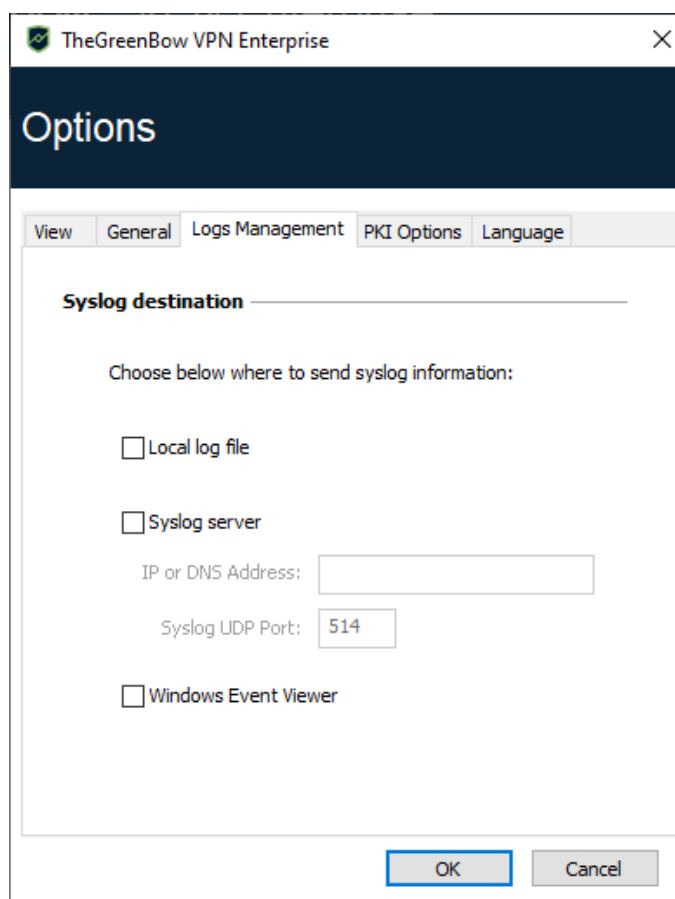 TheGreenBow VPN Enterprise
Options
View General Logs Management PKI Options Language
Syslog destination
Choose below where to send syslog information:
Local log file
Syslog server
IP or DNS Address:
Syslog UDP Port: 514
Windows Event Viewer
OK Cancel